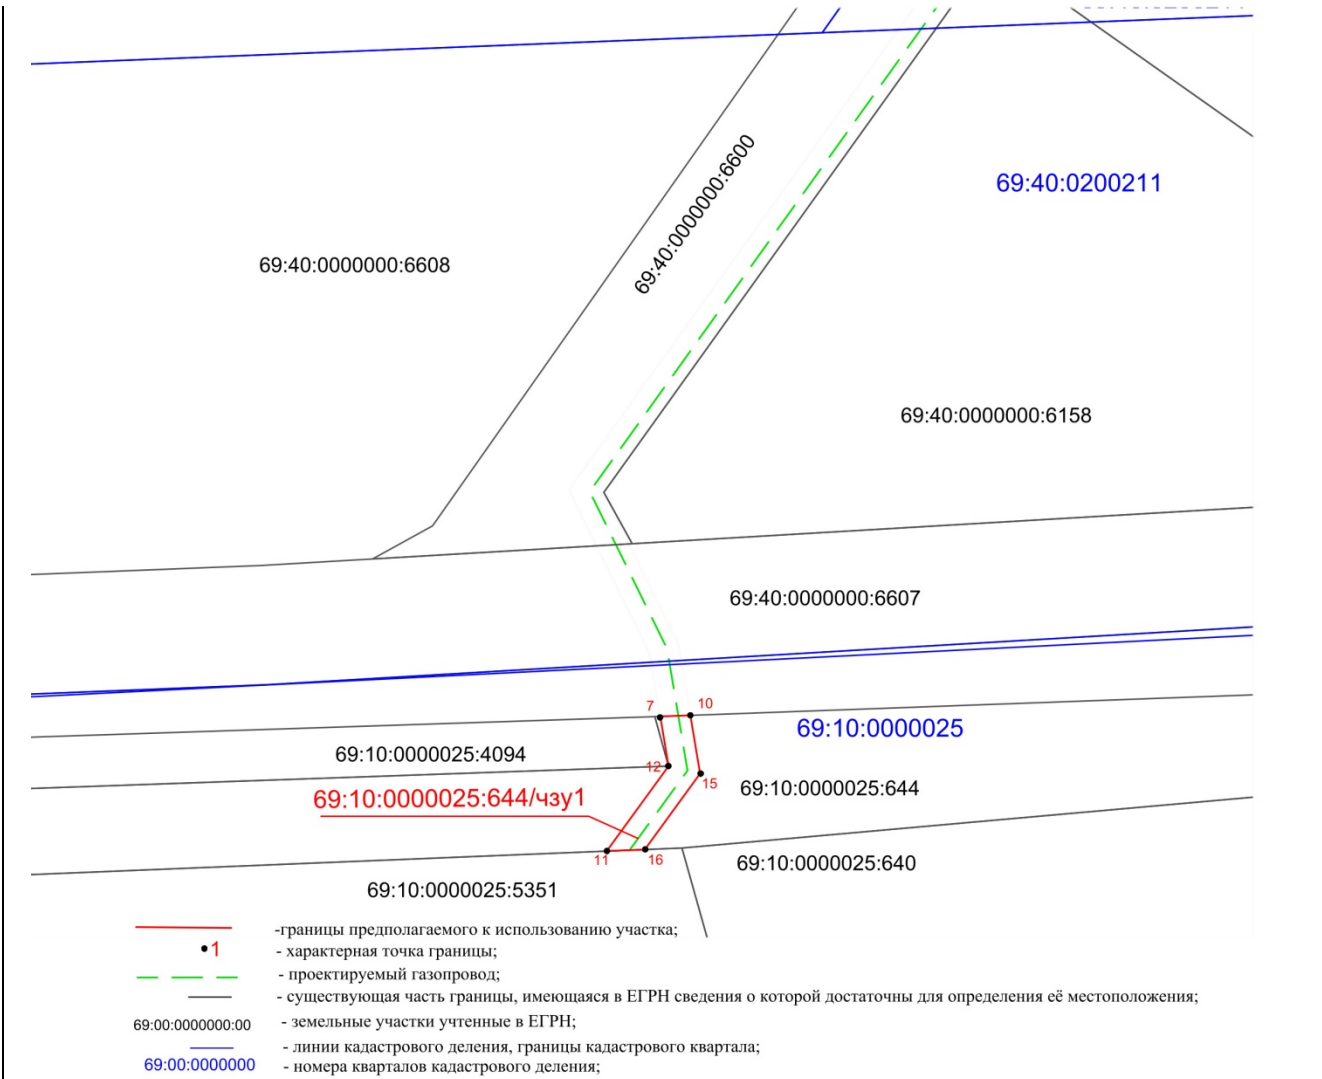 69:40:0000000:6600
69:40:0200211
69:40:0000000:6608
69:40:0000000:6158
69:40:0000000:6607
7
10
69:10:0000025
69:10:0000025:4094
12
15
69:10:0000025:644
69:10:0000025:644/чзу1
11
16
69:10:0000025:640
69:10:0000025:5351
-границы предполагаемого к использованию участка;
1 - характерная точка границы;
- проектируемый газопровод;
- существующая часть границы, имеющаяся в ЕГРН сведения о которой достаточны для определения её местоположения;
69:00:0000000:00 - земельные участки учтенные в ЕГРН;
- линии кадастрового деления, границы кадастрового квартала;
69:00:0000000 - номера кварталов кадастрового деления;